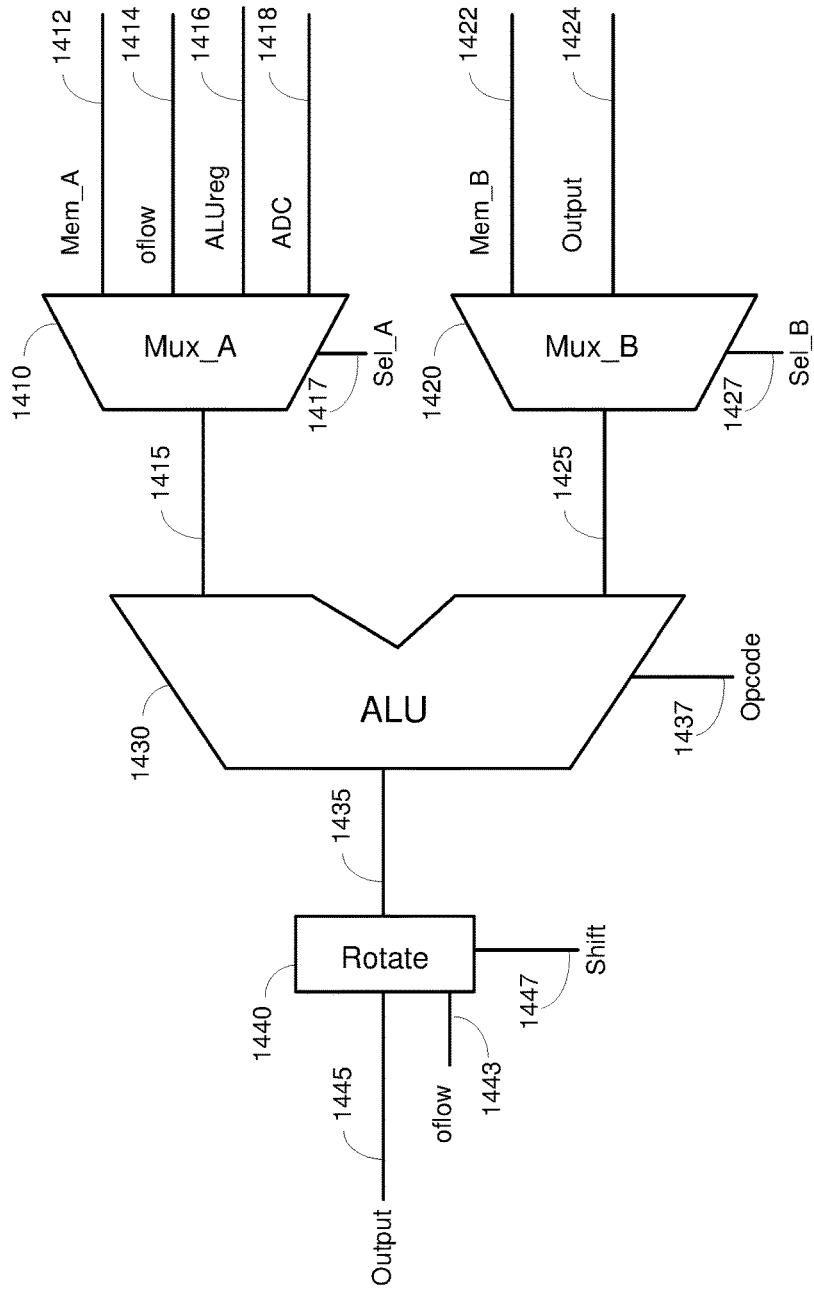 1412
1414
1416
1418
1422
1424
Mem_A
oflow
ALUreg
ADC
Mem_B
Output
1410
Mux_A
1417
Sel_A
1420
Mux_B
1427
Sel_B
1415
1425
1430
ALU
1437
Opcode
1435
1440
Rotate
1447
Shift
1445
oflow
1443
Output